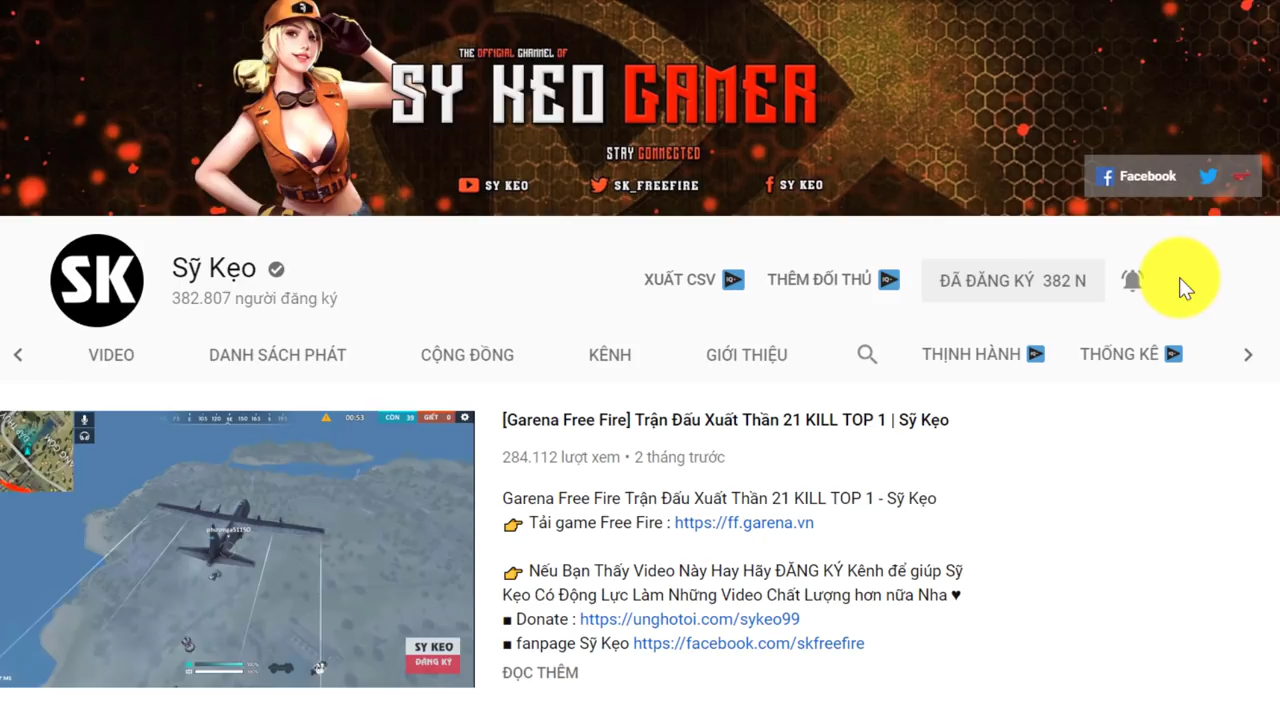 THE OFFICIAL CHANNEL OF
SY KEO GAMER
STAY CONNECTED
SY KEO
SK_FREEFIRE
SY KEO
Facebook
SK
Sỹ Kẹo
382.807 người đăng ký
XUẤT CSV
THÊM ĐỐI THỦ
ĐÃ ĐĂNG KÝ 382 N
VIDEO
DANH SÁCH PHÁT
CỘNG ĐỒNG
KÊNH
GIỚI THIỆU
THỊNH HÀNH
THỐNG KÊ
00:53
CÒN 39
GIẾT 0
SY KEO
ĐĂNG KÝ
[Garena Free Fire] Trận Đấu Xuất Thần 21 KILL TOP 1 | Sỹ Kẹo
284.112 lượt xem • 2 tháng trước
Garena Free Fire Trận Đấu Xuất Thần 21 KILL TOP 1 - Sỹ Kẹo
👉 Tải game Free Fire : https://ff.garena.vn
👉 Nếu Bạn Thấy Video Này Hay Hãy ĐĂNG KÝ Kênh để giúp Sỹ
Kẹo Có Động Lực Làm Những Video Chất Lượng hơn nữa Nha ♥
■ Donate : https://unghotoi.com/sykeo99
■ fanpage Sỹ Kẹo https://facebook.com/skfreefire
ĐỌC THÊM